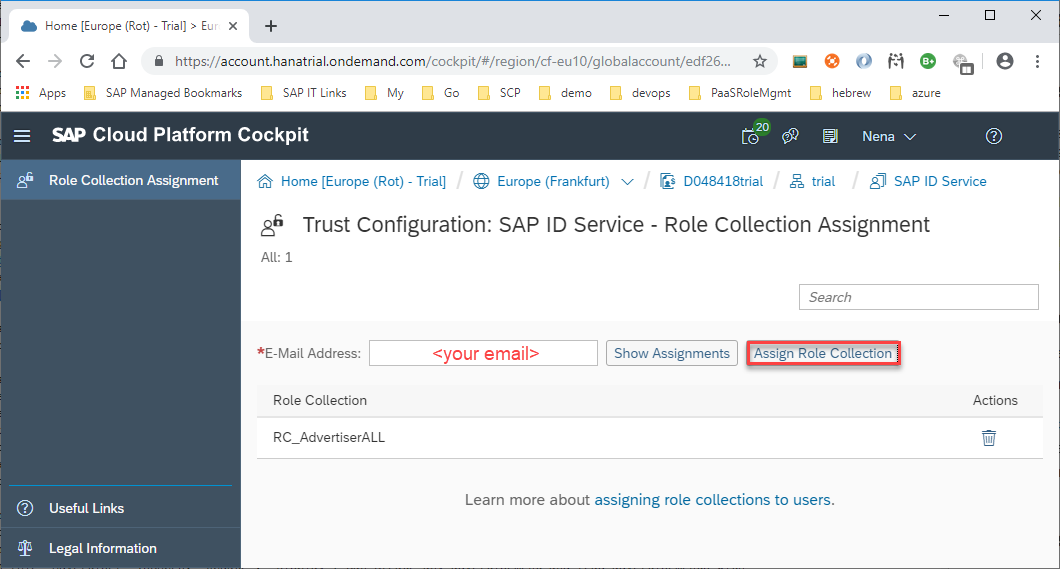 Home [Europe (Rot) - Trial] > Eur
https://account.hanatrial.ondemand.com/cockpit/#/region/cf-eu10/globalaccount/edf26...
B+
Apps SAP Managed Bookmarks SAP IT Links My Go SCP demo devops PaaSRoleMgmt hebrew azure
SAP Cloud Platform Cockpit 20 Nena
Role Collection Assignment
Home [Europe (Rot) - Trial] / Europe (Frankfurt) / D048418trial / trial / SAP ID Service
Trust Configuration: SAP ID Service - Role Collection Assignment
All: 1
Search
*E-Mail Address: <your email> Show Assignments Assign Role Collection
Role Collection Actions
RC_AdvertiserALL
Learn more about assigning role collections to users.
Useful Links
Legal Information